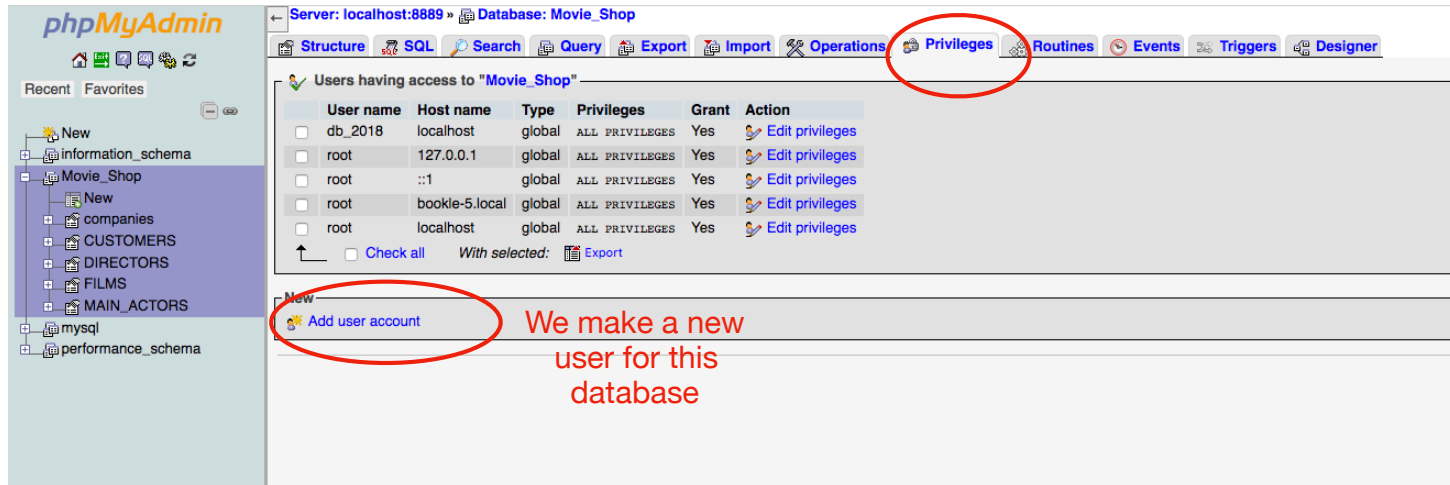 phpMyAdmin
Recent Favorites
New
information_schema
Movie_Shop
New
companies
CUSTOMERS
DIRECTORS
FILMS
MAIN_ACTORS
mysql
performance_schema
Server: localhost:8889 » Database: Movie_Shop
Structure SQL Search Query Export Import Operations Privileges Routines Events Triggers Designer
Users having access to "Movie_Shop"
User name Host name Type Privileges Grant Action
db_2018 localhost global ALL PRIVILEGES Yes Edit privileges
root 127.0.0.1 global ALL PRIVILEGES Yes Edit privileges
root ::1 global ALL PRIVILEGES Yes Edit privileges
root bookle-5.local global ALL PRIVILEGES Yes Edit privileges
root localhost global ALL PRIVILEGES Yes Edit privileges
Check all With selected: Export
New
Add user account
We make a new
user for this
database